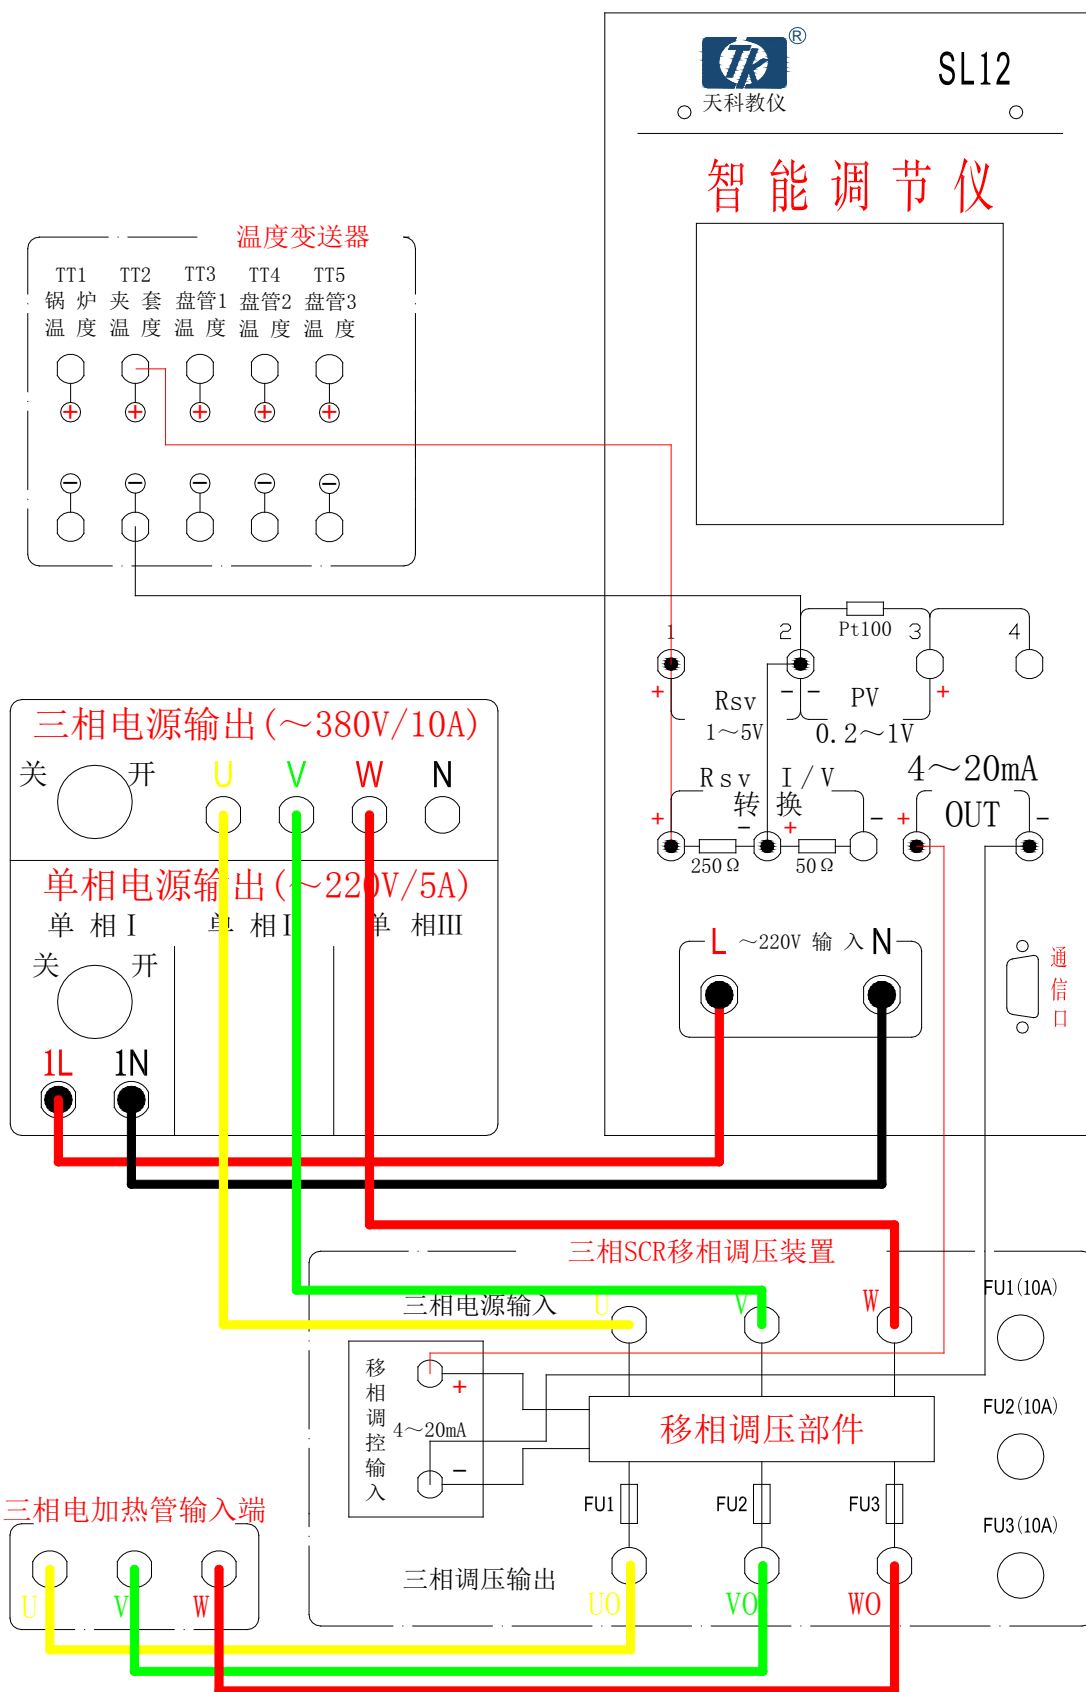 TK ®
天科教仪
SL12
智能调节仪
温度变送器
TT1 TT2 TT3 TT4 TT5
锅炉 夹套 盘管1 盘管2 盘管3
温度 温度 温度 温度 温度
+ + + + +
− − − − −
1 2 Pt100 3 4
+ Rsv − − PV +
1～5V 0.2～1V
Rsv I/V 4～20mA
转换 OUT
+ − + − + −
250Ω 50Ω
L ～220V 输入 N
通信口
三相电源输出(～380V/10A)
关 开 U V W N
单相电源输出(～220V/5A)
单相I 单相I 单相III
关 开
1L 1N
三相SCR移相调压装置
三相电源输入 U V W
FU1(10A)
移相调控输入
+
4～20mA
−
移相调压部件
FU2(10A)
FU1 FU2 FU3
FU3(10A)
三相调压输出
UO VO WO
三相电加热管输入端
U V W